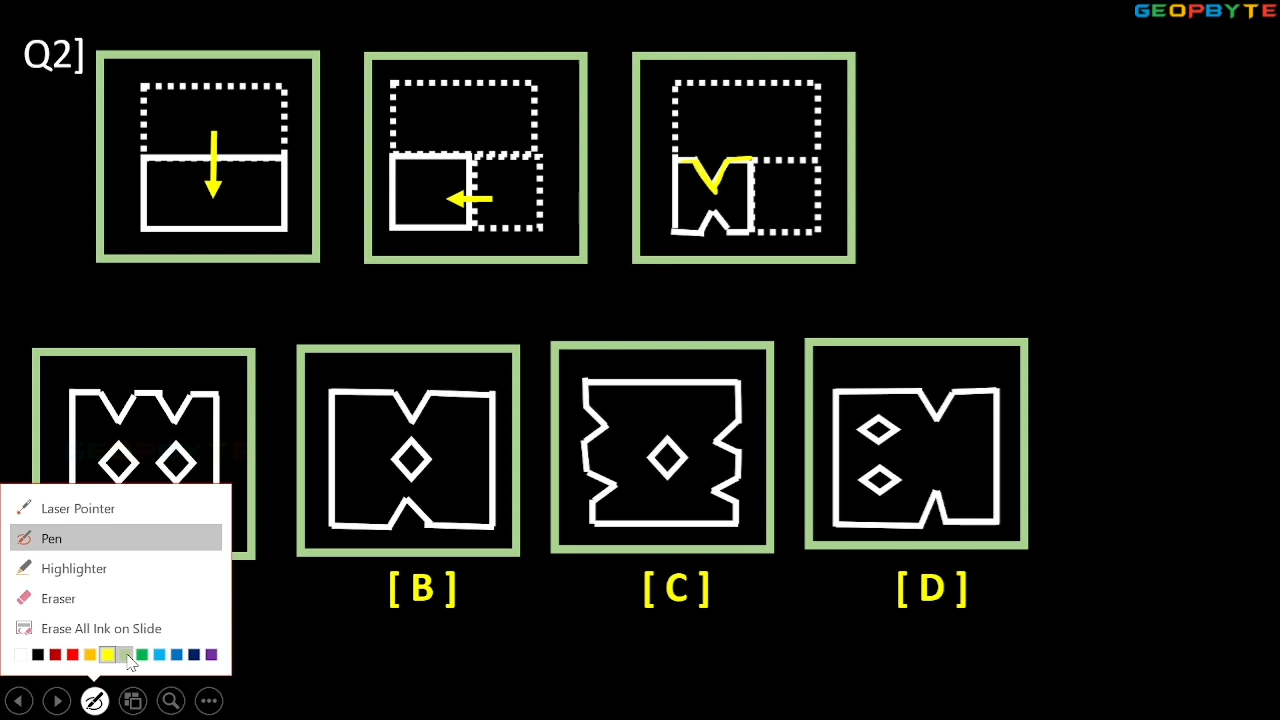 GEOPBYTE
Q2]
Laser Pointer
Pen
Highlighter
Eraser
Erase All Ink on Slide
[ B ] [ C ] [ D ]